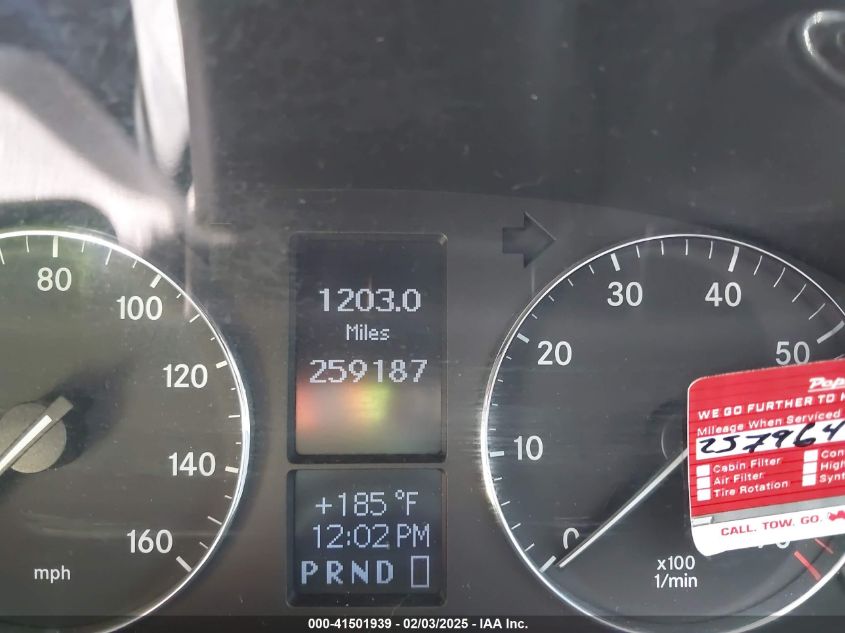 80
100
120
140
160
mph
1203.0
Miles
259187
+185 °F
12:02 PM
PRND
0
10
20
30
40
50
x100
1/min
WE GO FURTHER TO
Mileage When Serviced
257964
Cabin Filter
Air Filter
Tire Rotation
CALL. TOW. GO.
000-41501939 - 02/03/2025 - IAA Inc.